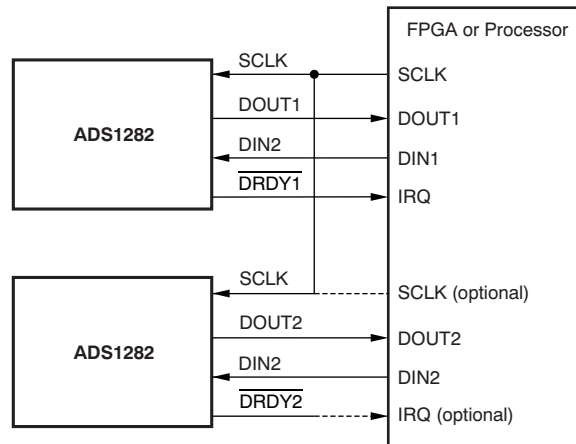 FPGA or Processor
SCLK
SCLK
DOUT1
DOUT1
ADS1282
DIN2
DIN1
DRDY1
IRQ
SCLK
SCLK (optional)
DOUT2
DOUT2
ADS1282
DIN2
DIN2
DRDY2
IRQ (optional)